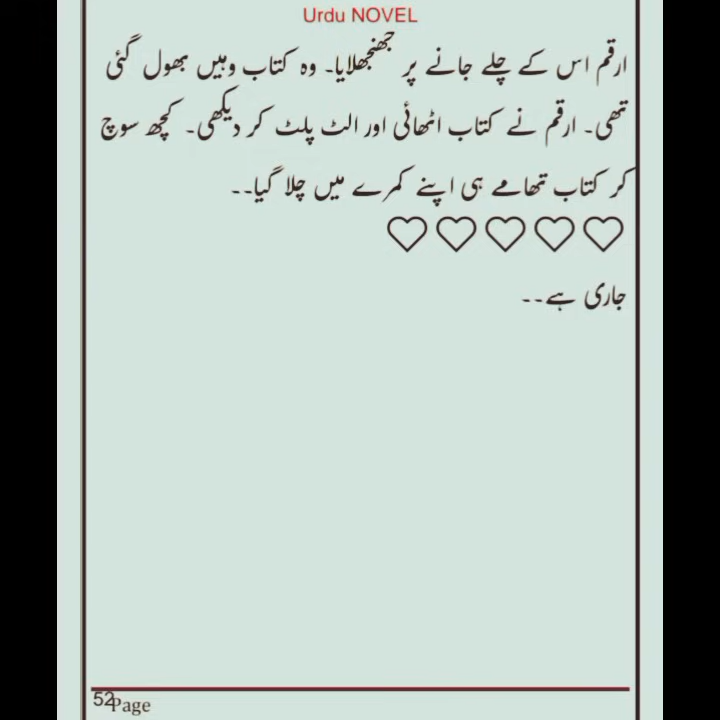 Urdu NOVEL
ارقم اس کے چلے جانے پر جھنجھلایا۔ وہ کتاب وہیں بھول گئی
تھی۔ ارقم نے کتاب اٹھائی اور الٹ پلٹ کر دیکھی۔ کچھ سوچ
کر کتاب تھامے ہی اپنے کمرے میں چلا گیا۔۔
♡♡♡♡♡
جاری ہے۔۔
52Page